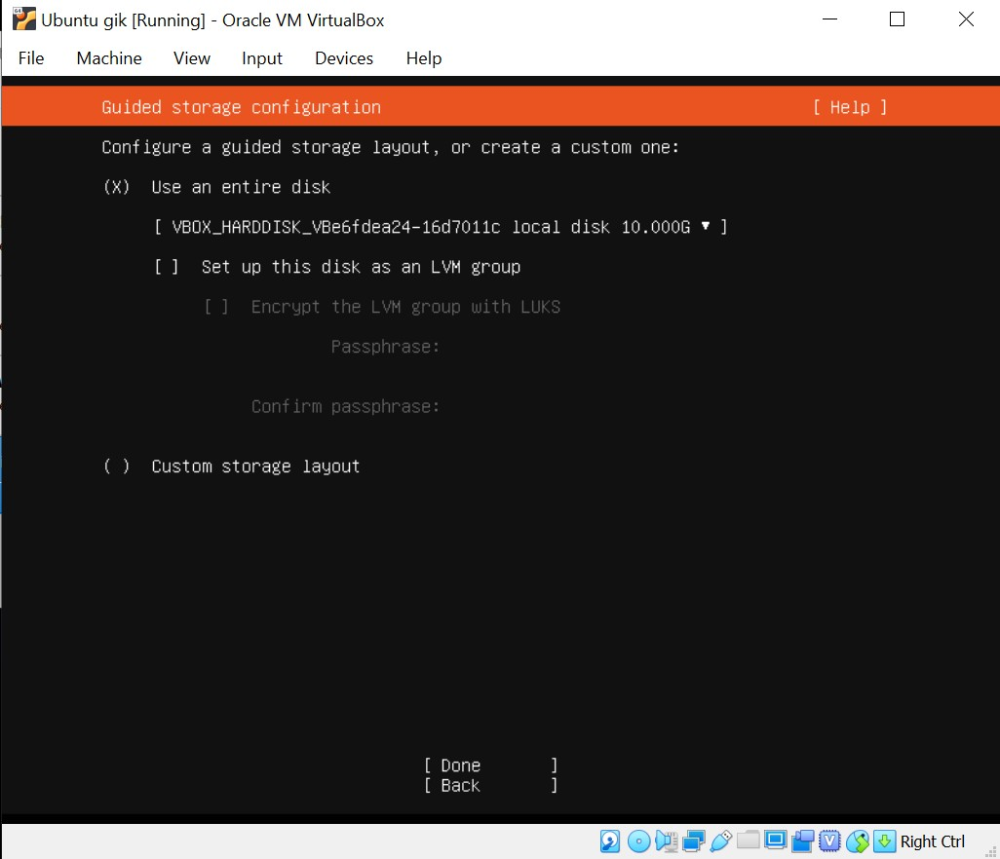 Ubuntu gik [Running] - Oracle VM VirtualBox
File Machine View Input Devices Help
Guided storage configuration [ Help ]
Configure a guided storage layout, or create a custom one:
(X) Use an entire disk
[ VBOX_HARDDISK_VBe6fdea24-16d7011c local disk 10.000G ▾ ]
[ ] Set up this disk as an LVM group
[ ] Encrypt the LVM group with LUKS
Passphrase:
Confirm passphrase:
( ) Custom storage layout
[ Done ]
[ Back ]
Right Ctrl